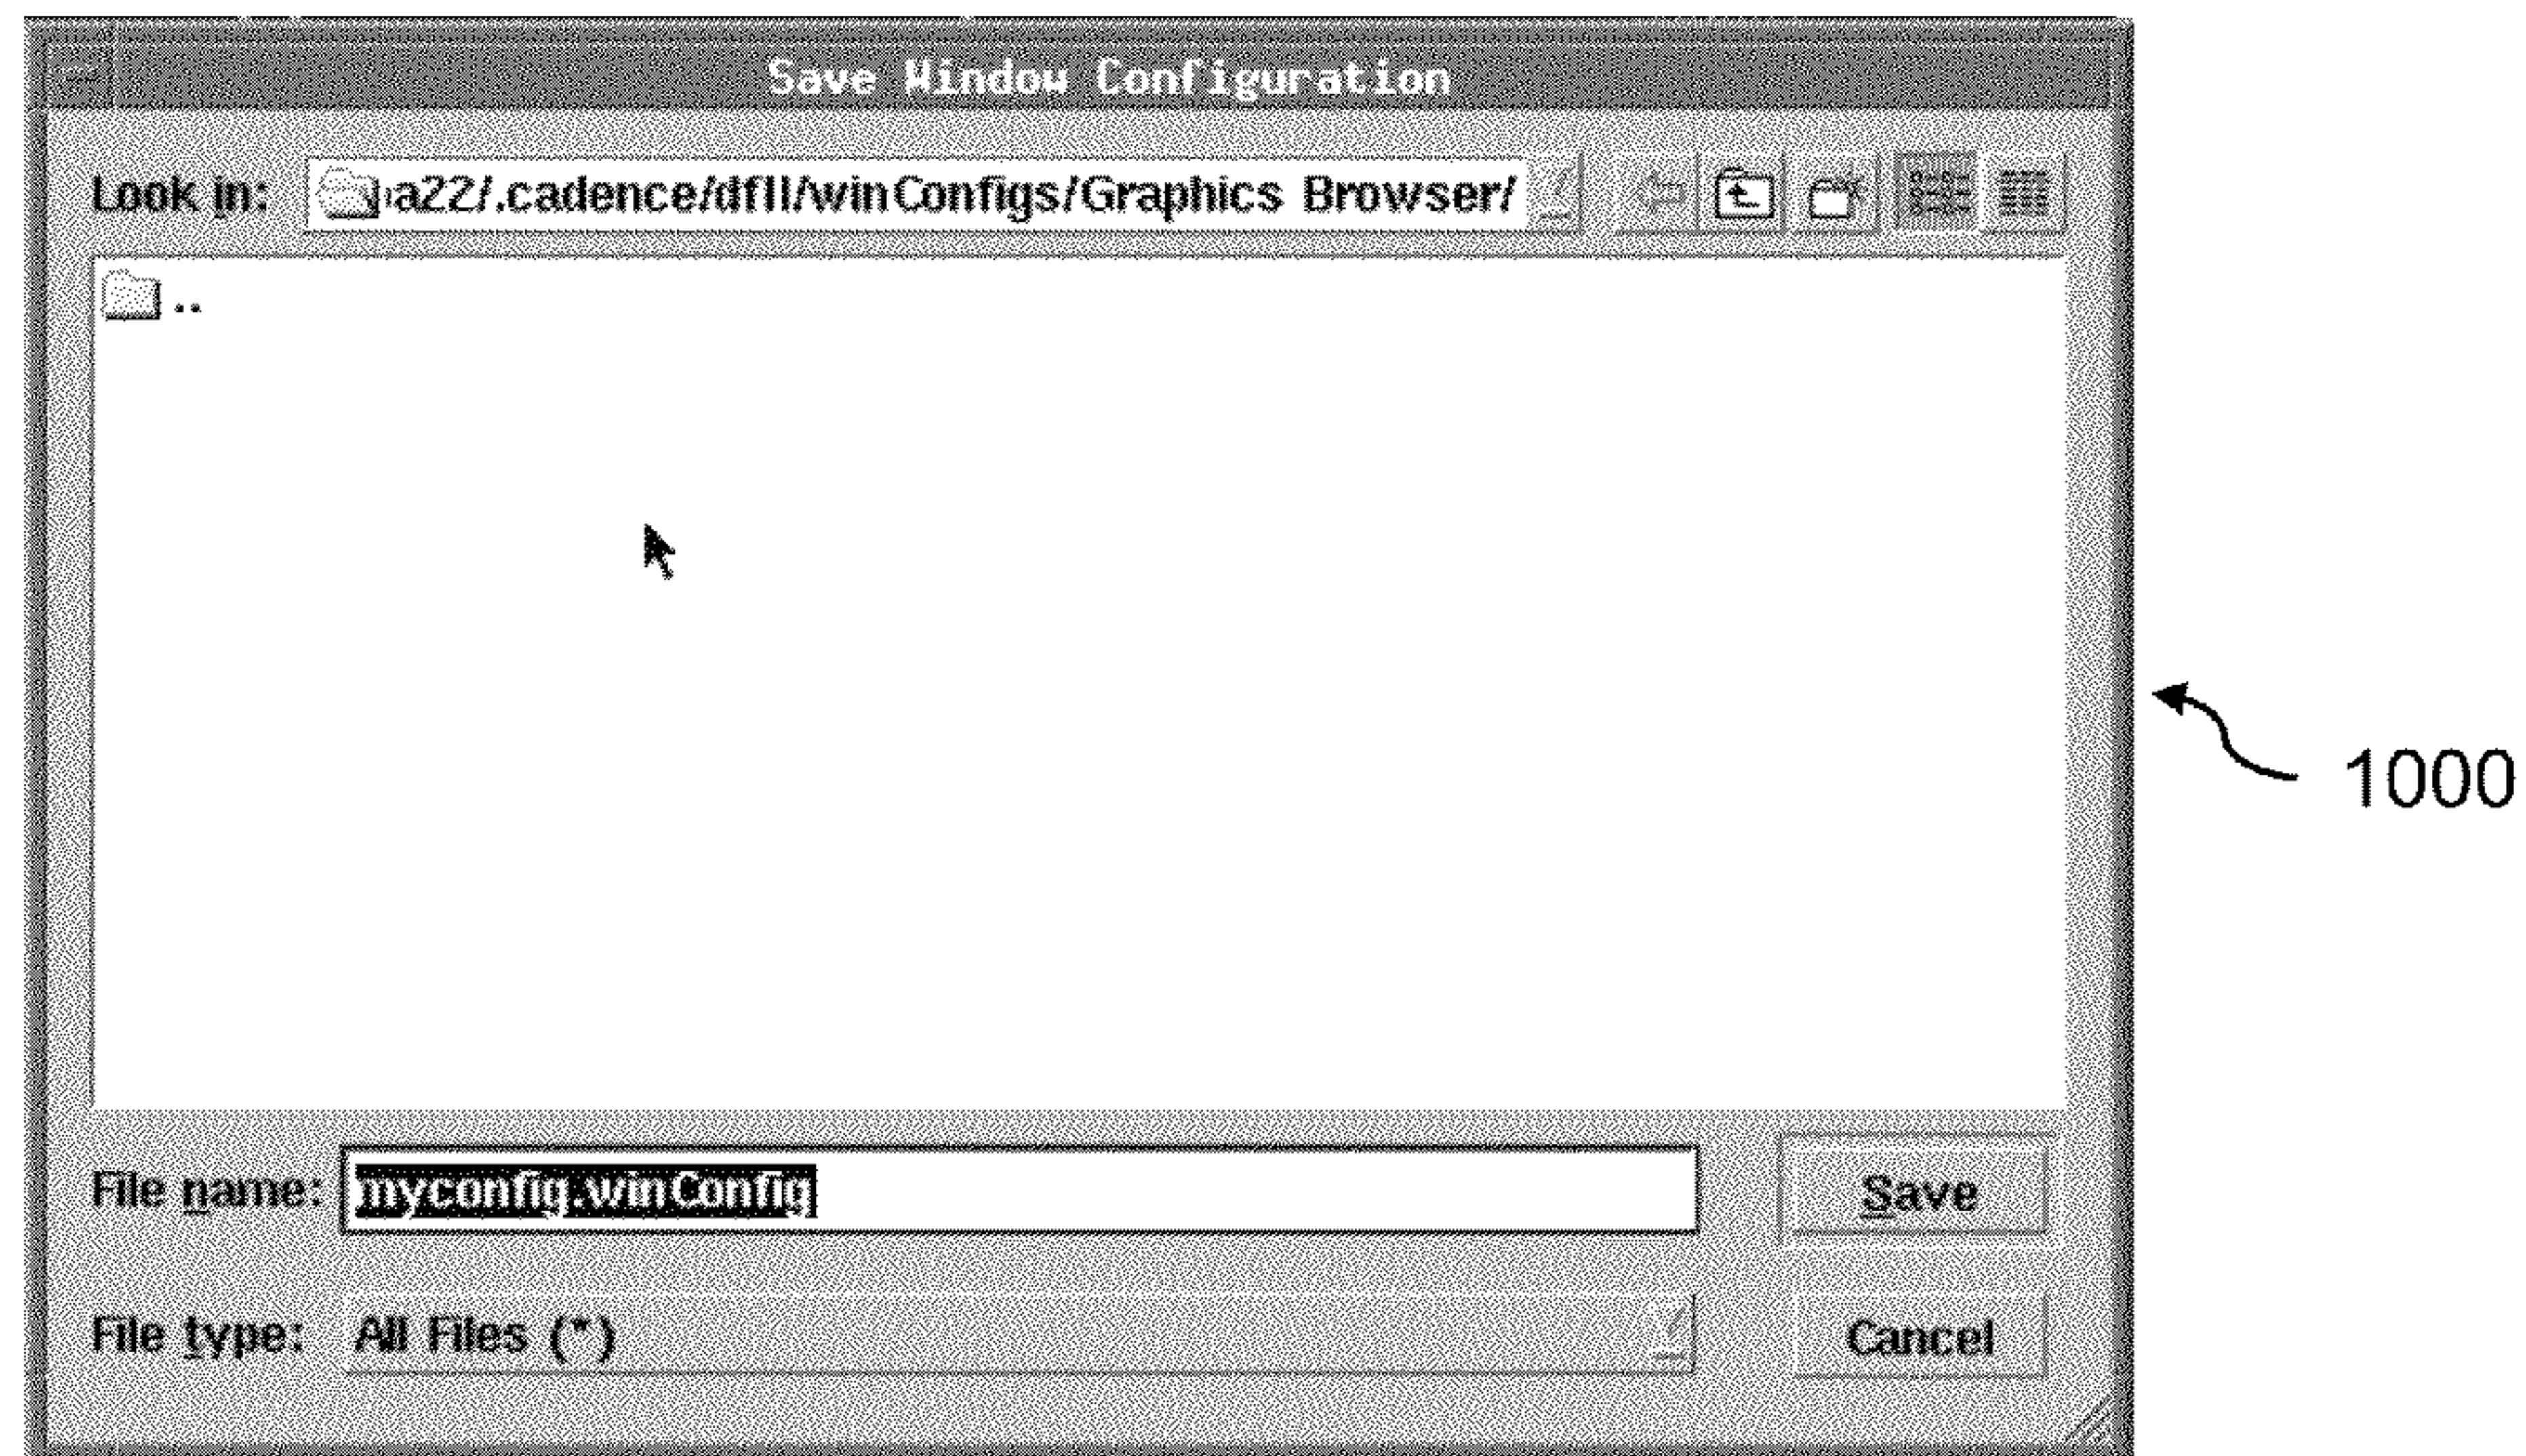 Save Window Configuration
Look in: a22/.cadence/dfII/winConfigs/Graphics Browser/
..
1000
File name: myconfig.winConfig Save
File type: All Files (*) Cancel